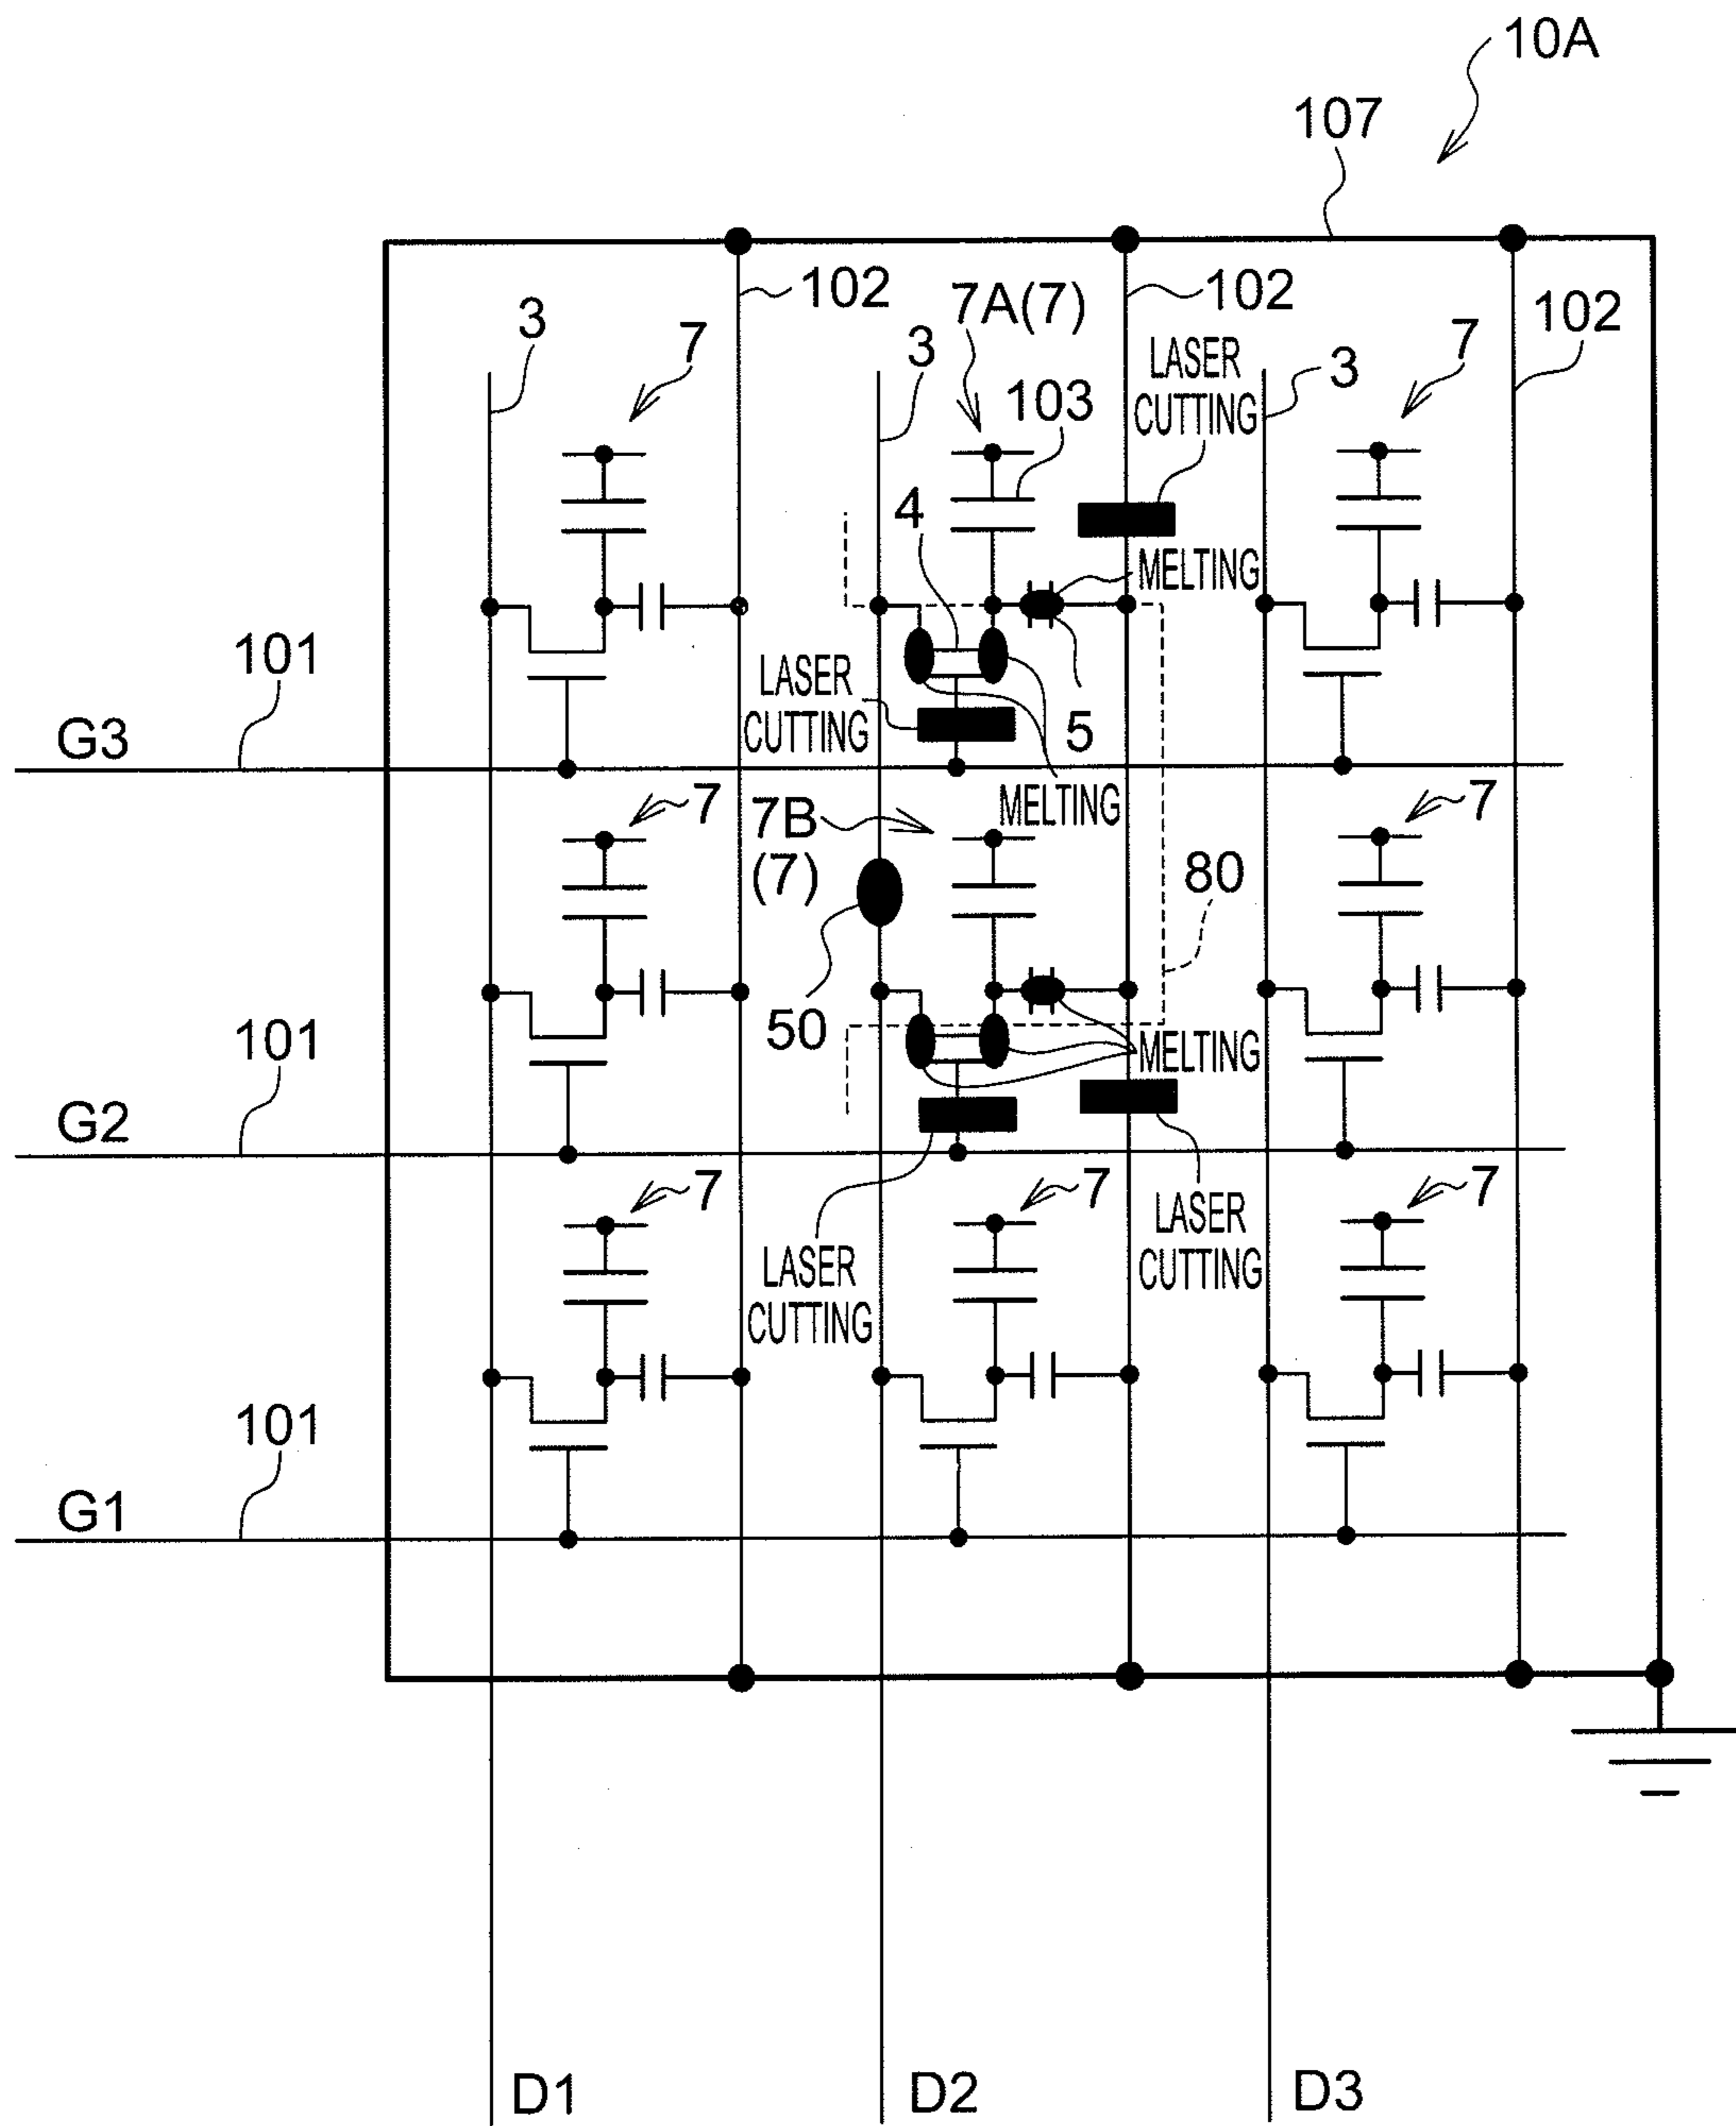 10A
107
102
102
102
3
7
3
7A(7)
LASER
CUTTING
3
7
103
4
MELTING
101
G3
LASER
CUTTING
5
MELTING
7
7B
(7)
7
80
50
101
G2
MELTING
7
7
7
LASER
CUTTING
LASER
CUTTING
101
G1
D1
D2
D3